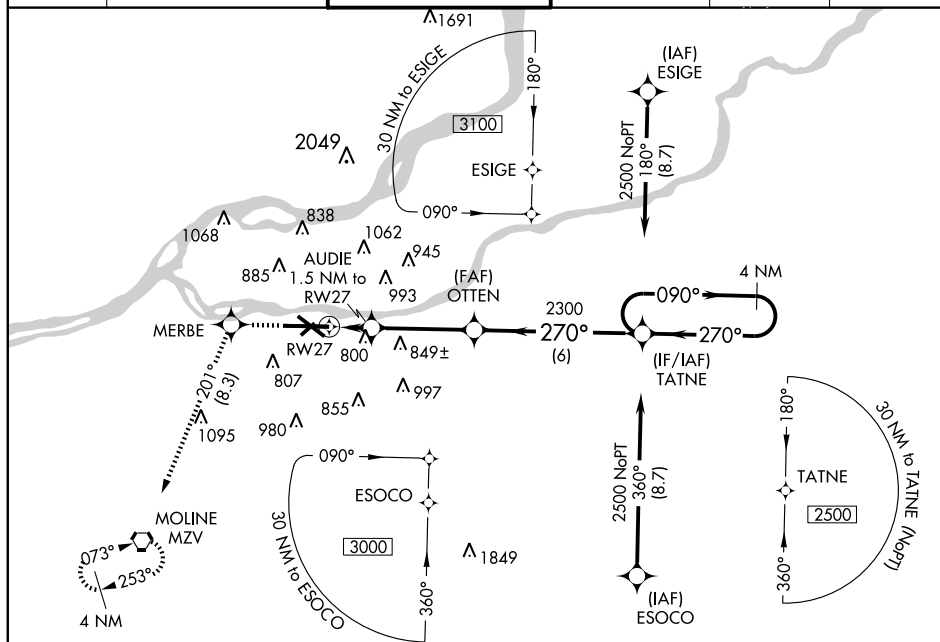 1691
(IAF)
ESIGE
30 NM to ESIGE
180°
3100
2500 NoPT
180°
(8.7)
2049
ESIGE
090°
838
1068
1062
945
AUDIE
1.5 NM to
RW27
885
993
(FAF)
OTTEN
4 NM
090°
2300
270°
(6)
270°
MERBE
RW27
800
849±
(IF/IAF)
TATNE
807
997
201°
(8.3)
855
1095
980
180°
30 NM to TATNE (NoPT)
TATNE
2500
360°
090°
ESOCO
2500 NoPT
360°
(8.7)
30 NM to ESOCO
3000
1849
360°
MOLINE
MZV
073°
253°
4 NM
(IAF)
ESOCO